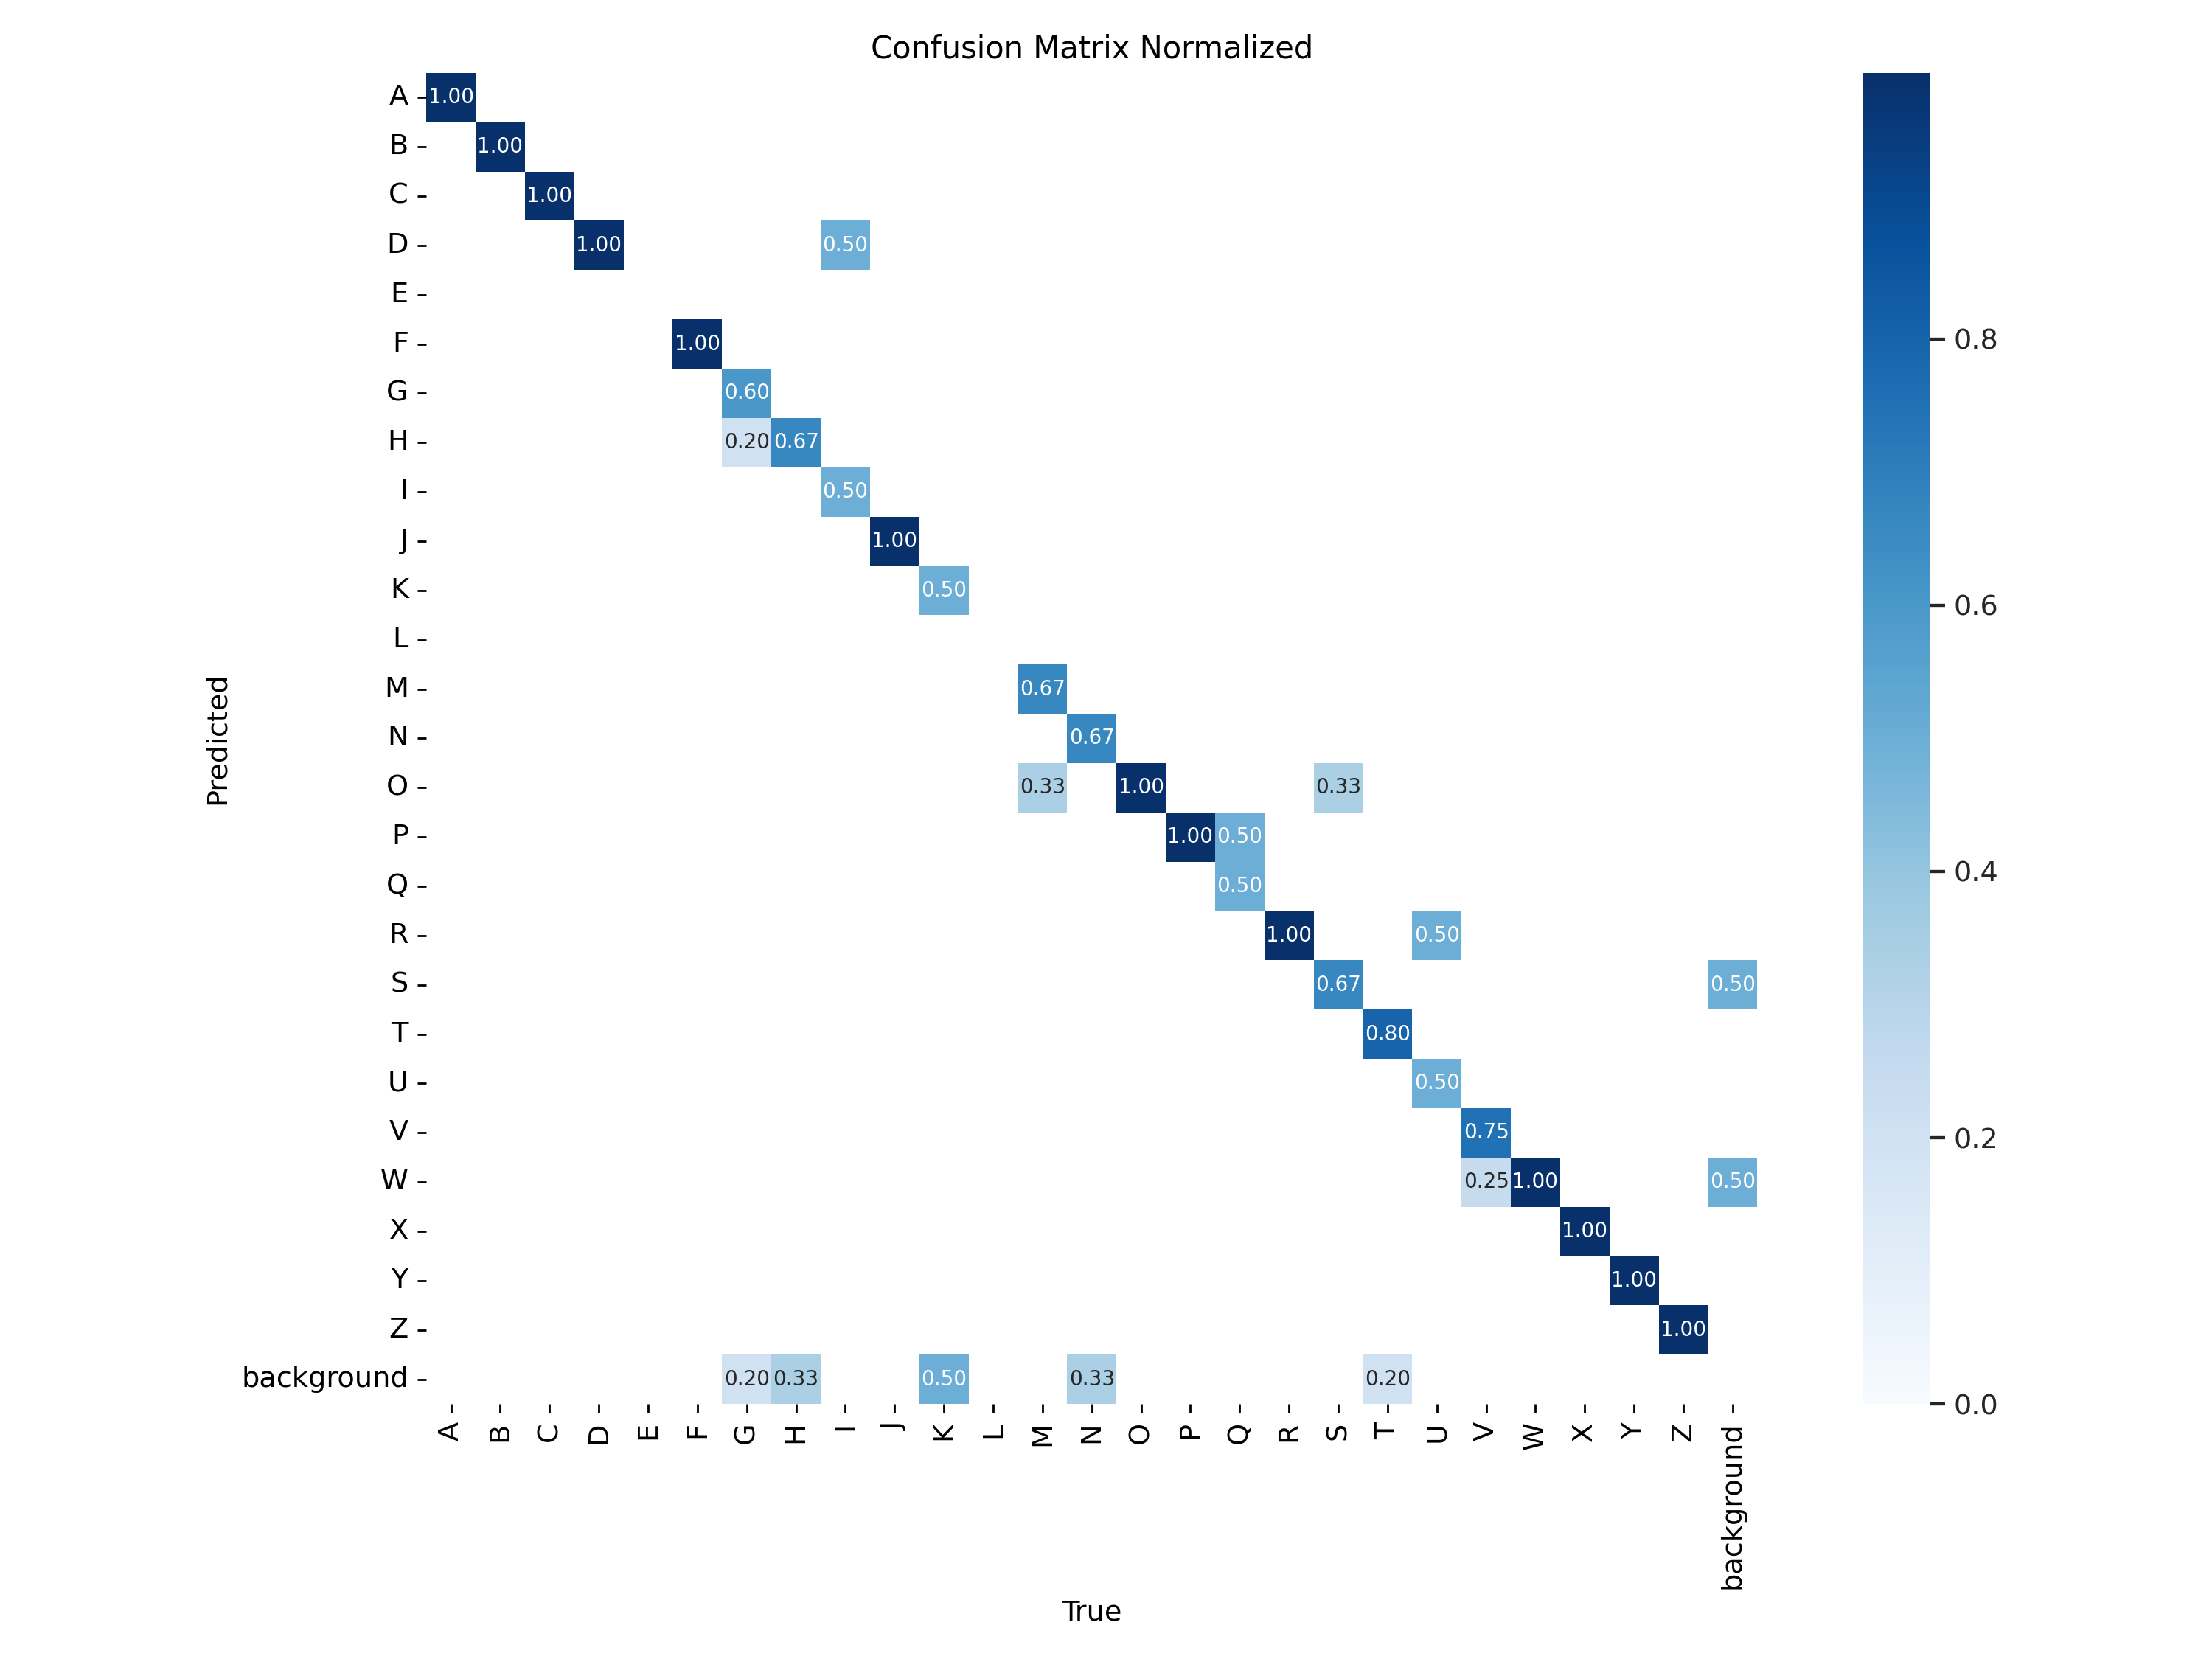 Confusion Matrix Normalized
A 1.00
B 1.00
C 1.00
D 1.00 0.50
E
F 1.00
G 0.60
H 0.20 0.67
I 0.50
J 1.00
K 0.50
L
M 0.67
N 0.67
O 0.33 1.00 0.33
P 1.00 0.50
Q 0.50
R 1.00 0.50
S 0.67 0.50
T 0.80
U 0.50
V 0.75
W 0.25 1.00 0.50
X 1.00
Y 1.00
Z 1.00
background 0.20 0.33 0.50 0.33 0.20
A B C D E F G H I J K L M N O P Q R S T U V W X Y Z background
Predicted
True
0.8
0.6
0.4
0.2
0.0